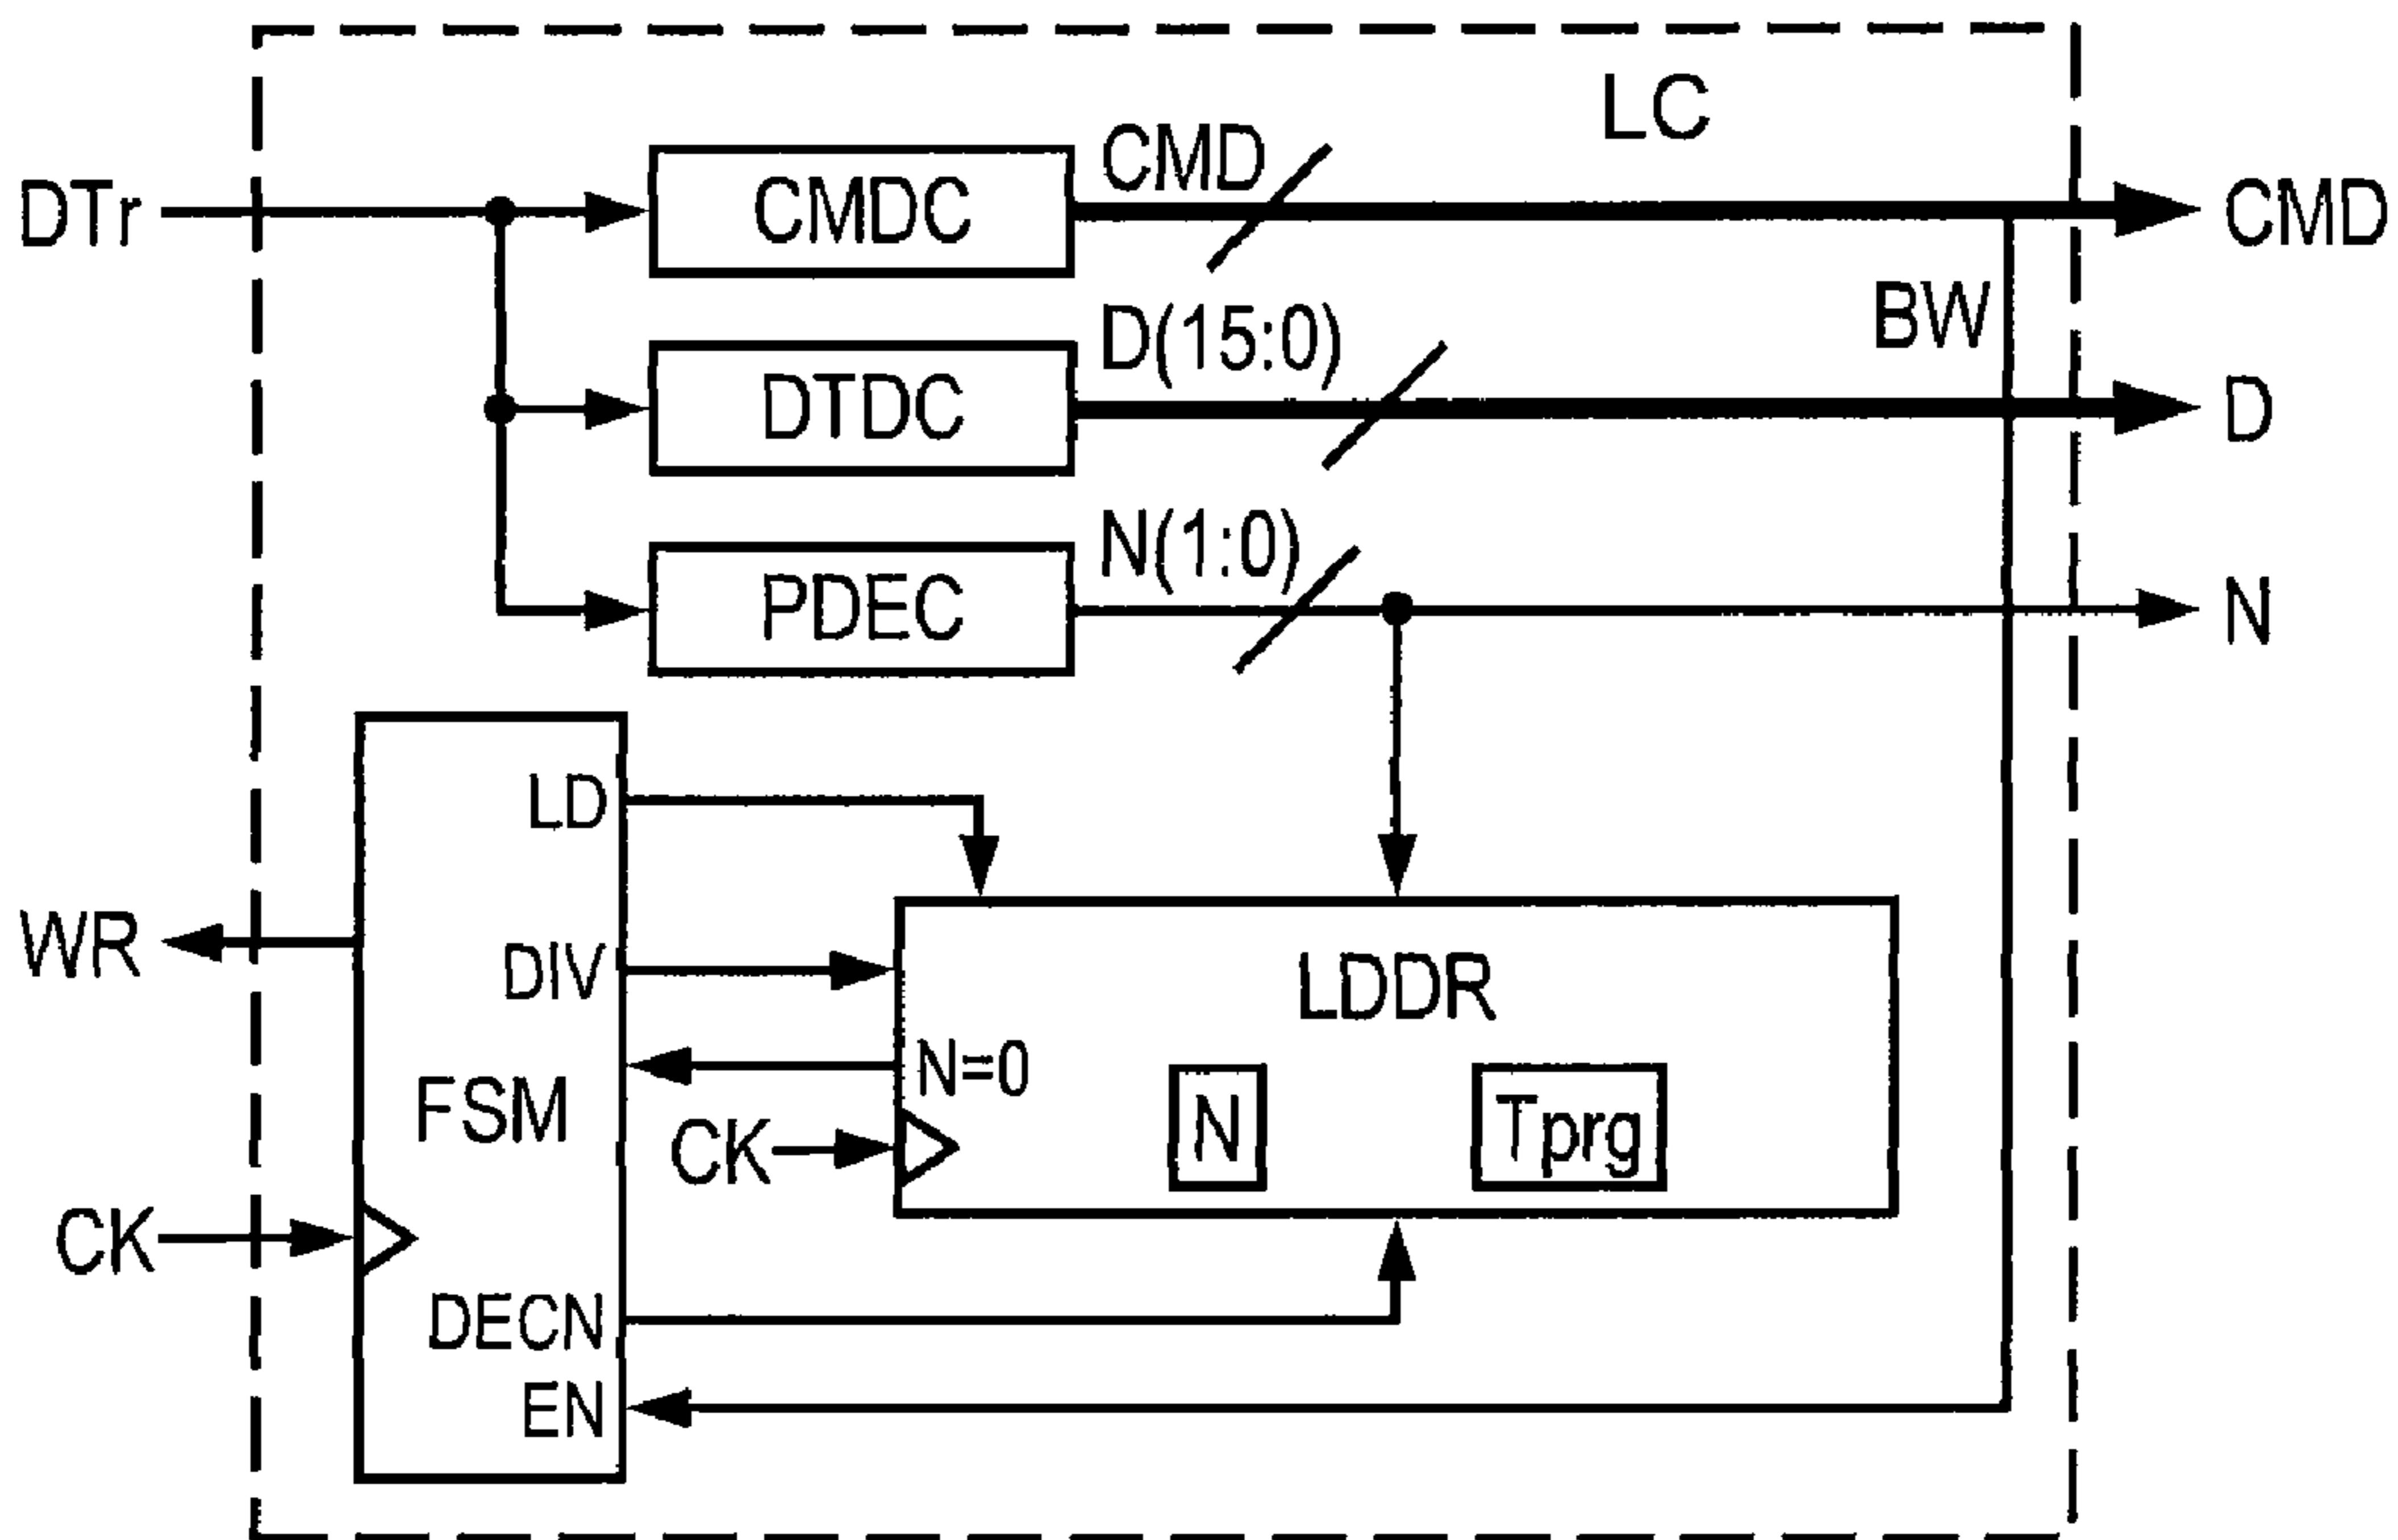 LC
CMD
DTr
CMDC
CMD
BW
D(15:0)
DTDC
D
N(1:0)
PDEC
N
LD
WR
DIV
LDDR
N=0
FSM
CK
N
Tprg
CK
DECN
EN